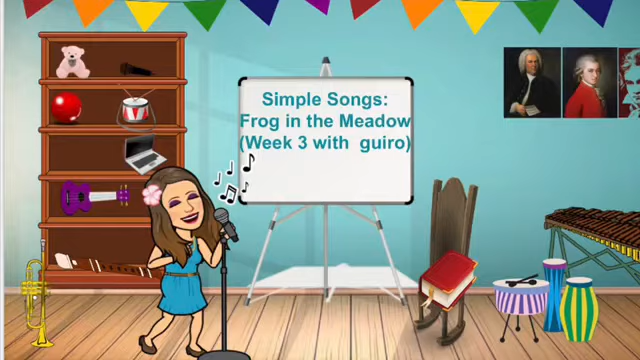 Simple Songs:
Frog in the Meadow
(Week 3 with guiro)